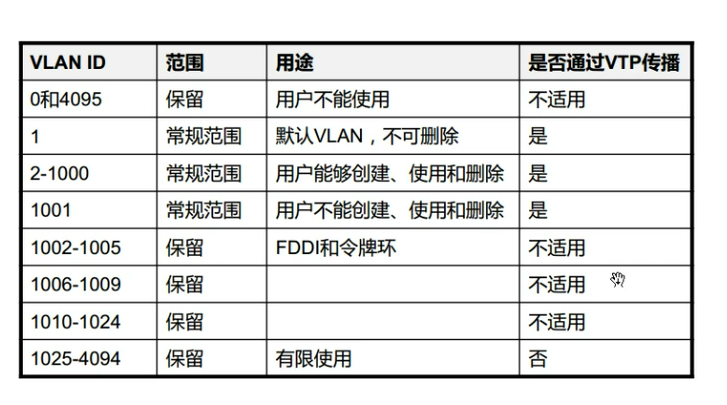 VLAN ID 范围 用途 是否通过VTP传播
0和4095 保留 用户不能使用 不适用
1 常规范围 默认VLAN，不可删除 是
2-1000 常规范围 用户能够创建、使用和删除 是
1001 常规范围 用户不能创建、使用和删除 是
1002-1005 保留 FDDI和令牌环 不适用
1006-1009 保留 不适用
1010-1024 保留 不适用
1025-4094 保留 有限使用 否